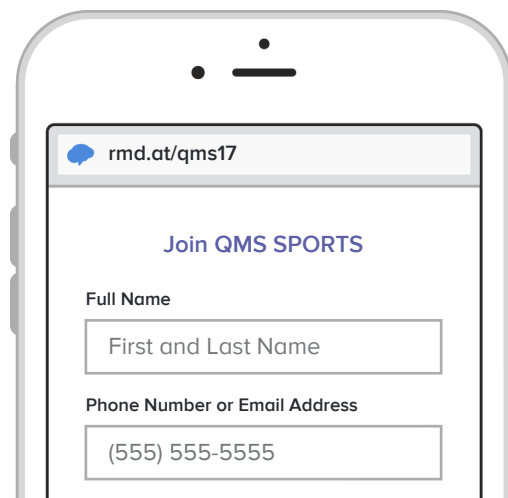 rmd.at/qms17
Join QMS SPORTS
Full Name
First and Last Name
Phone Number or Email Address
(555) 555-5555